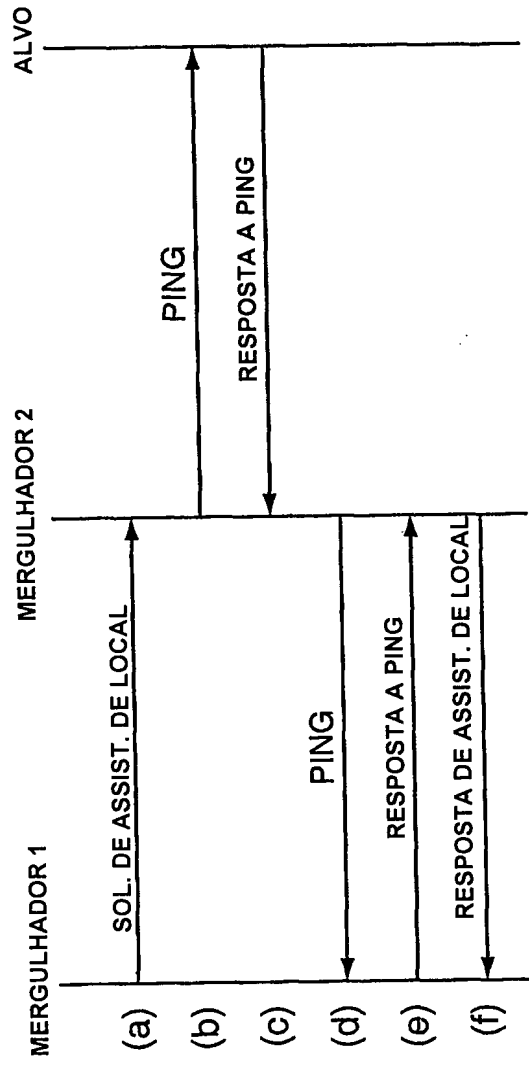 MERGULHADOR 1
MERGULHADOR 2
ALVO
(a)
SOL. DE ASSIST. DE LOCAL
(b)
PING
(c)
RESPOSTA A PING
(d)
PING
(e)
RESPOSTA A PING
(f)
RESPOSTA DE ASSIST. DE LOCAL